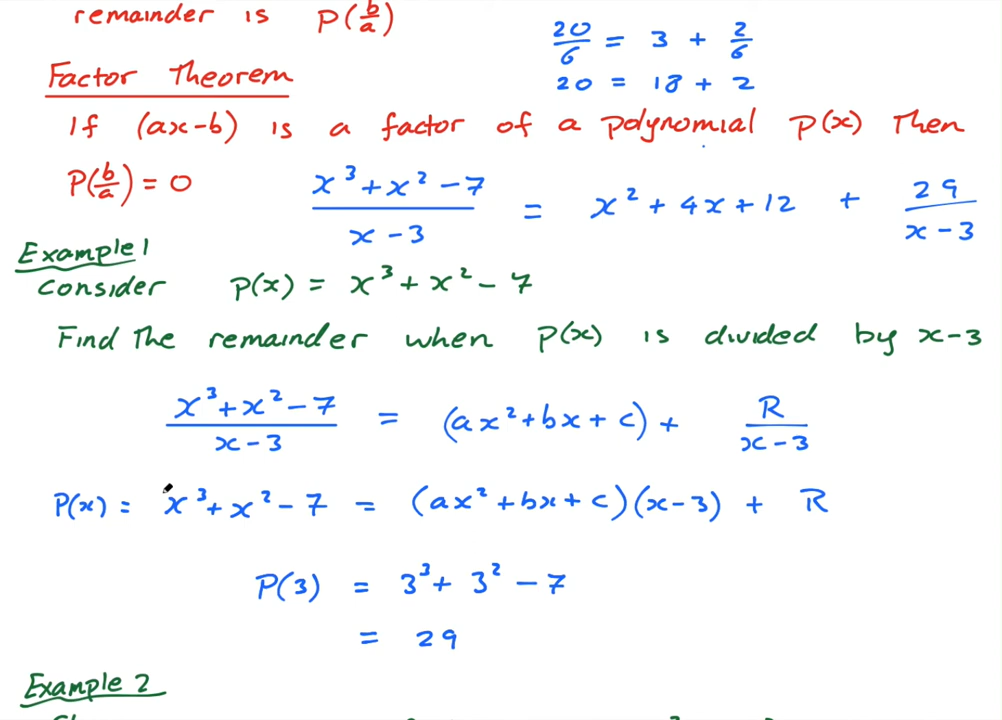 remainder is P(b/a)
20/6 = 3 + 2/6
20 = 18 + 2
Factor Theorem
If (ax-b) is a factor of a polynomial P(x) Then
P(b/a) = 0
(x³+x²-7)/(x-3) = x²+4x+12 + 29/(x-3)
Example 1
consider P(x) = x³+x²-7
Find The remainder when P(x) is divided by x-3
(x³+x²-7)/(x-3) = (ax²+bx+c) + R/(x-3)
P(x) = x³+x²-7 = (ax²+bx+c)(x-3) + R
P(3) = 3³+3²-7
= 29
Example 2